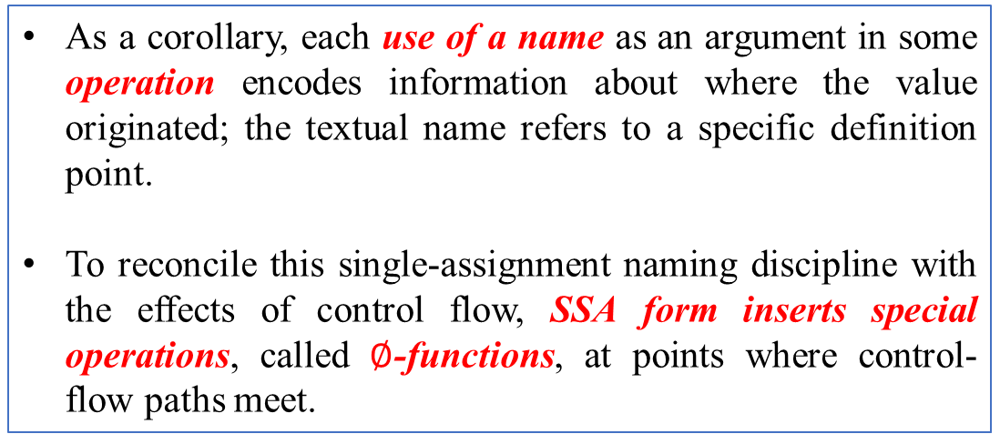 • As a corollary, each use of a name as an argument in some
operation encodes information about where the value
originated; the textual name refers to a specific definition
point.
• To reconcile this single-assignment naming discipline with
the effects of control flow, SSA form inserts special
operations, called ∅-functions, at points where control-
flow paths meet.